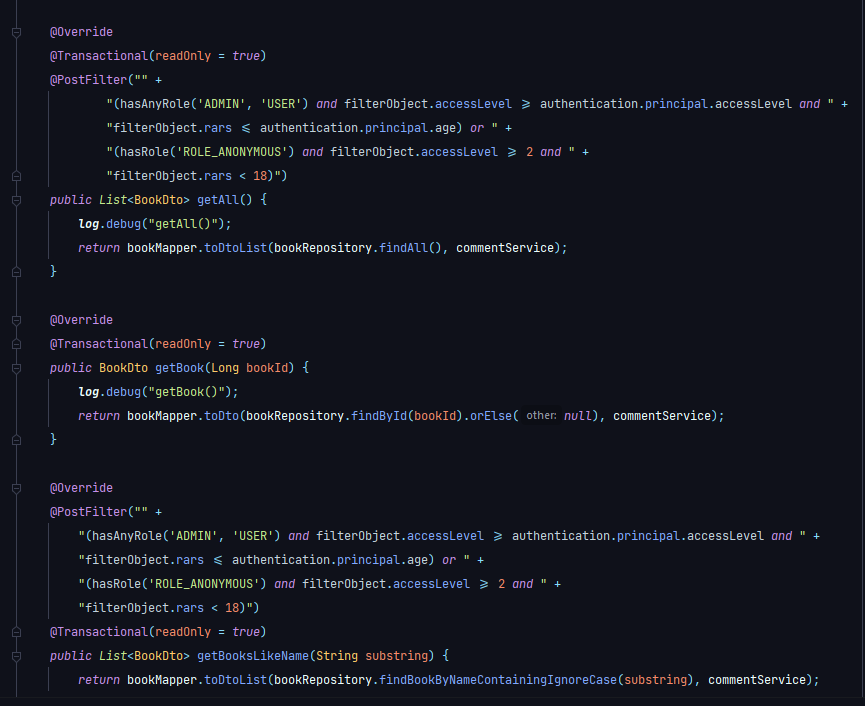 @Override
@Transactional(readOnly = true)
@PostFilter("" +
"(hasAnyRole('ADMIN', 'USER') and filterObject.accessLevel ⩾ authentication.principal.accessLevel and " +
"filterObject.rars ⩽ authentication.principal.age) or " +
"(hasRole('ROLE_ANONYMOUS') and filterObject.accessLevel ⩾ 2 and " +
"filterObject.rars < 18)")
public List<BookDto> getAll() {
log.debug("getAll()");
return bookMapper.toDtoList(bookRepository.findAll(), commentService);
}
@Override
@Transactional(readOnly = true)
public BookDto getBook(Long bookId) {
log.debug("getBook()");
return bookMapper.toDto(bookRepository.findById(bookId).orElse( other: null), commentService);
}
@Override
@PostFilter("" +
"(hasAnyRole('ADMIN', 'USER') and filterObject.accessLevel ⩾ authentication.principal.accessLevel and " +
"filterObject.rars ⩽ authentication.principal.age) or " +
"(hasRole('ROLE_ANONYMOUS') and filterObject.accessLevel ⩾ 2 and " +
"filterObject.rars < 18)")
@Transactional(readOnly = true)
public List<BookDto> getBooksLikeName(String substring) {
return bookMapper.toDtoList(bookRepository.findBookByNameContainingIgnoreCase(substring), commentService);